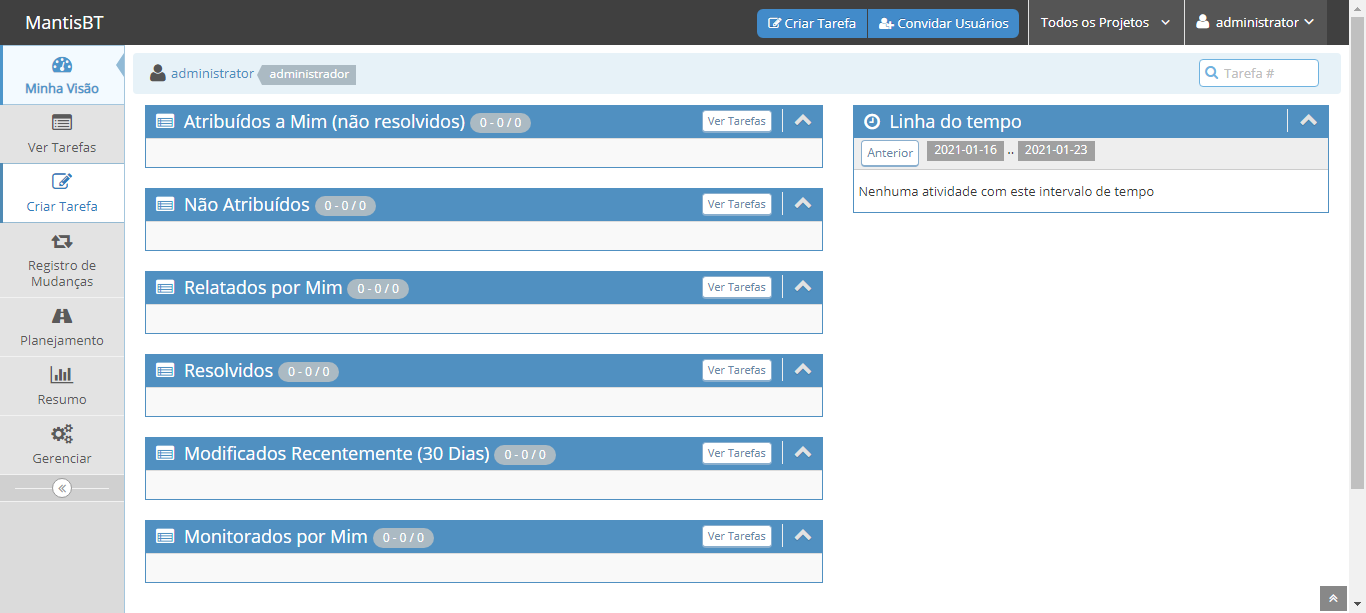 MantisBT
Criar Tarefa
Convidar Usuários
Todos os Projetos
administrator
Minha Visão
Ver Tarefas
Criar Tarefa
Registro de
Mudanças
Planejamento
Resumo
Gerenciar
administrator administrador
Tarefa #
Atribuídos a Mim (não resolvidos) 0 - 0 / 0
Ver Tarefas
Não Atribuídos 0 - 0 / 0
Ver Tarefas
Relatados por Mim 0 - 0 / 0
Ver Tarefas
Resolvidos 0 - 0 / 0
Ver Tarefas
Modificados Recentemente (30 Dias) 0 - 0 / 0
Ver Tarefas
Monitorados por Mim 0 - 0 / 0
Ver Tarefas
Linha do tempo
Anterior 2021-01-16 .. 2021-01-23
Nenhuma atividade com este intervalo de tempo